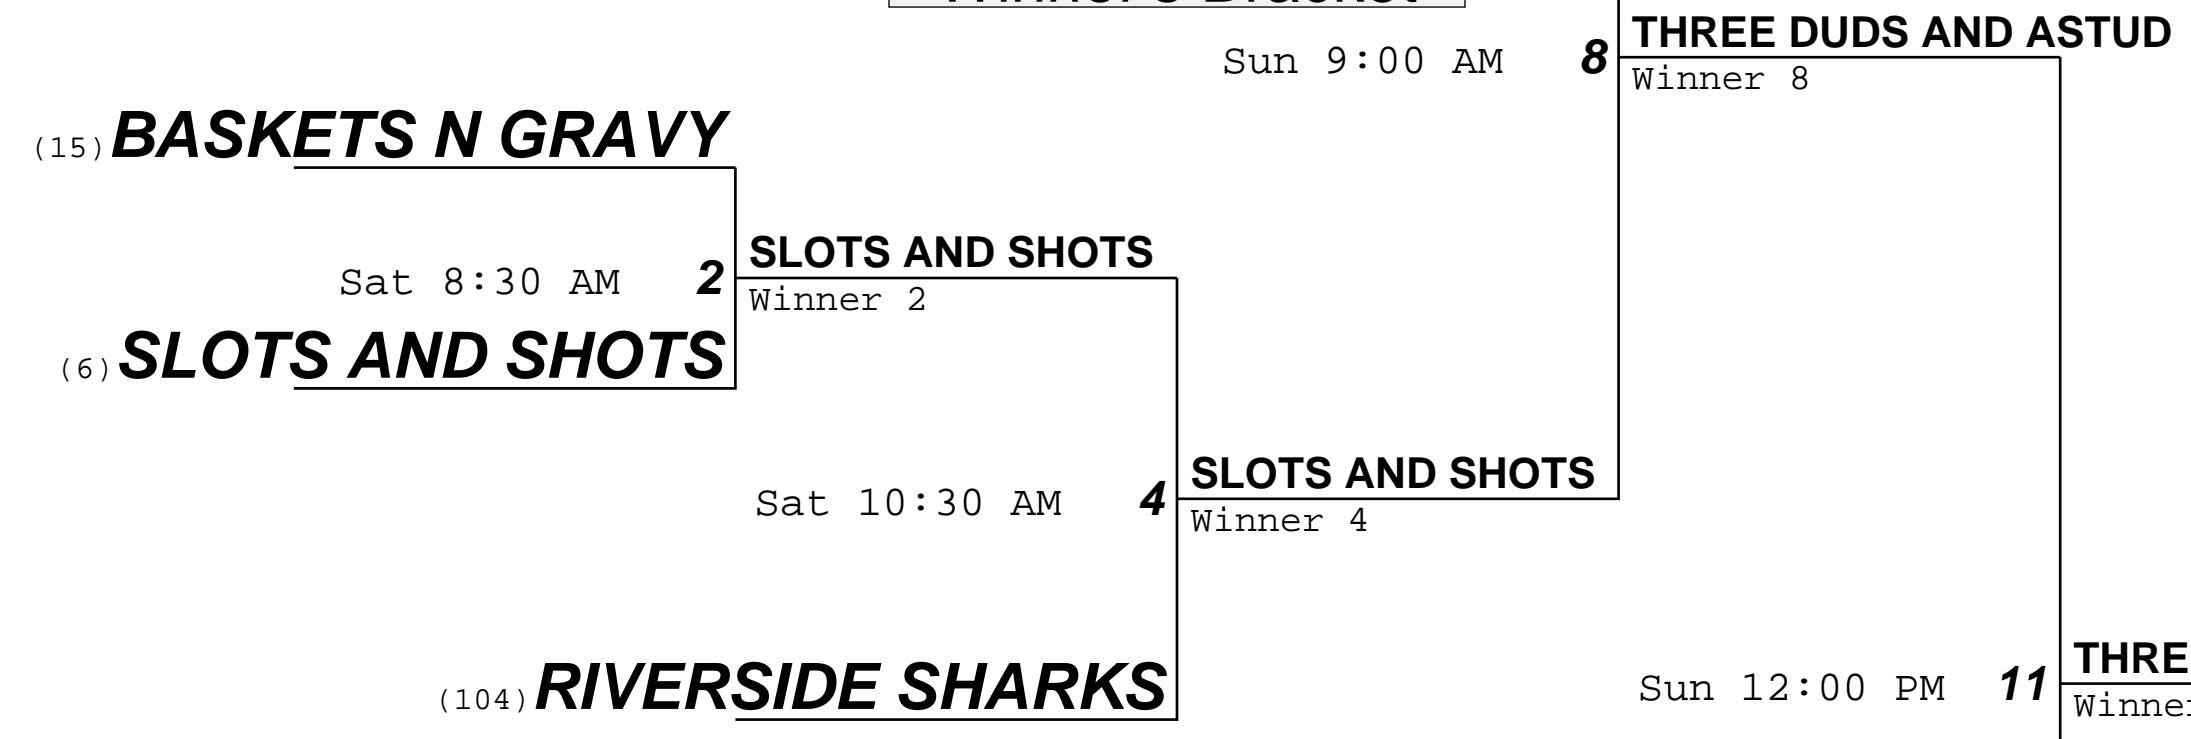 THREE DUDS AND ASTUD
Sun 9:00 AM 8
Winner 8
(15) BASKETS N GRAVY
SLOTS AND SHOTS
Sat 8:30 AM 2
Winner 2
(6) SLOTS AND SHOTS
SLOTS AND SHOTS
Sat 10:30 AM 4
Winner 4
(104) RIVERSIDE SHARKS
Sun 12:00 PM 11